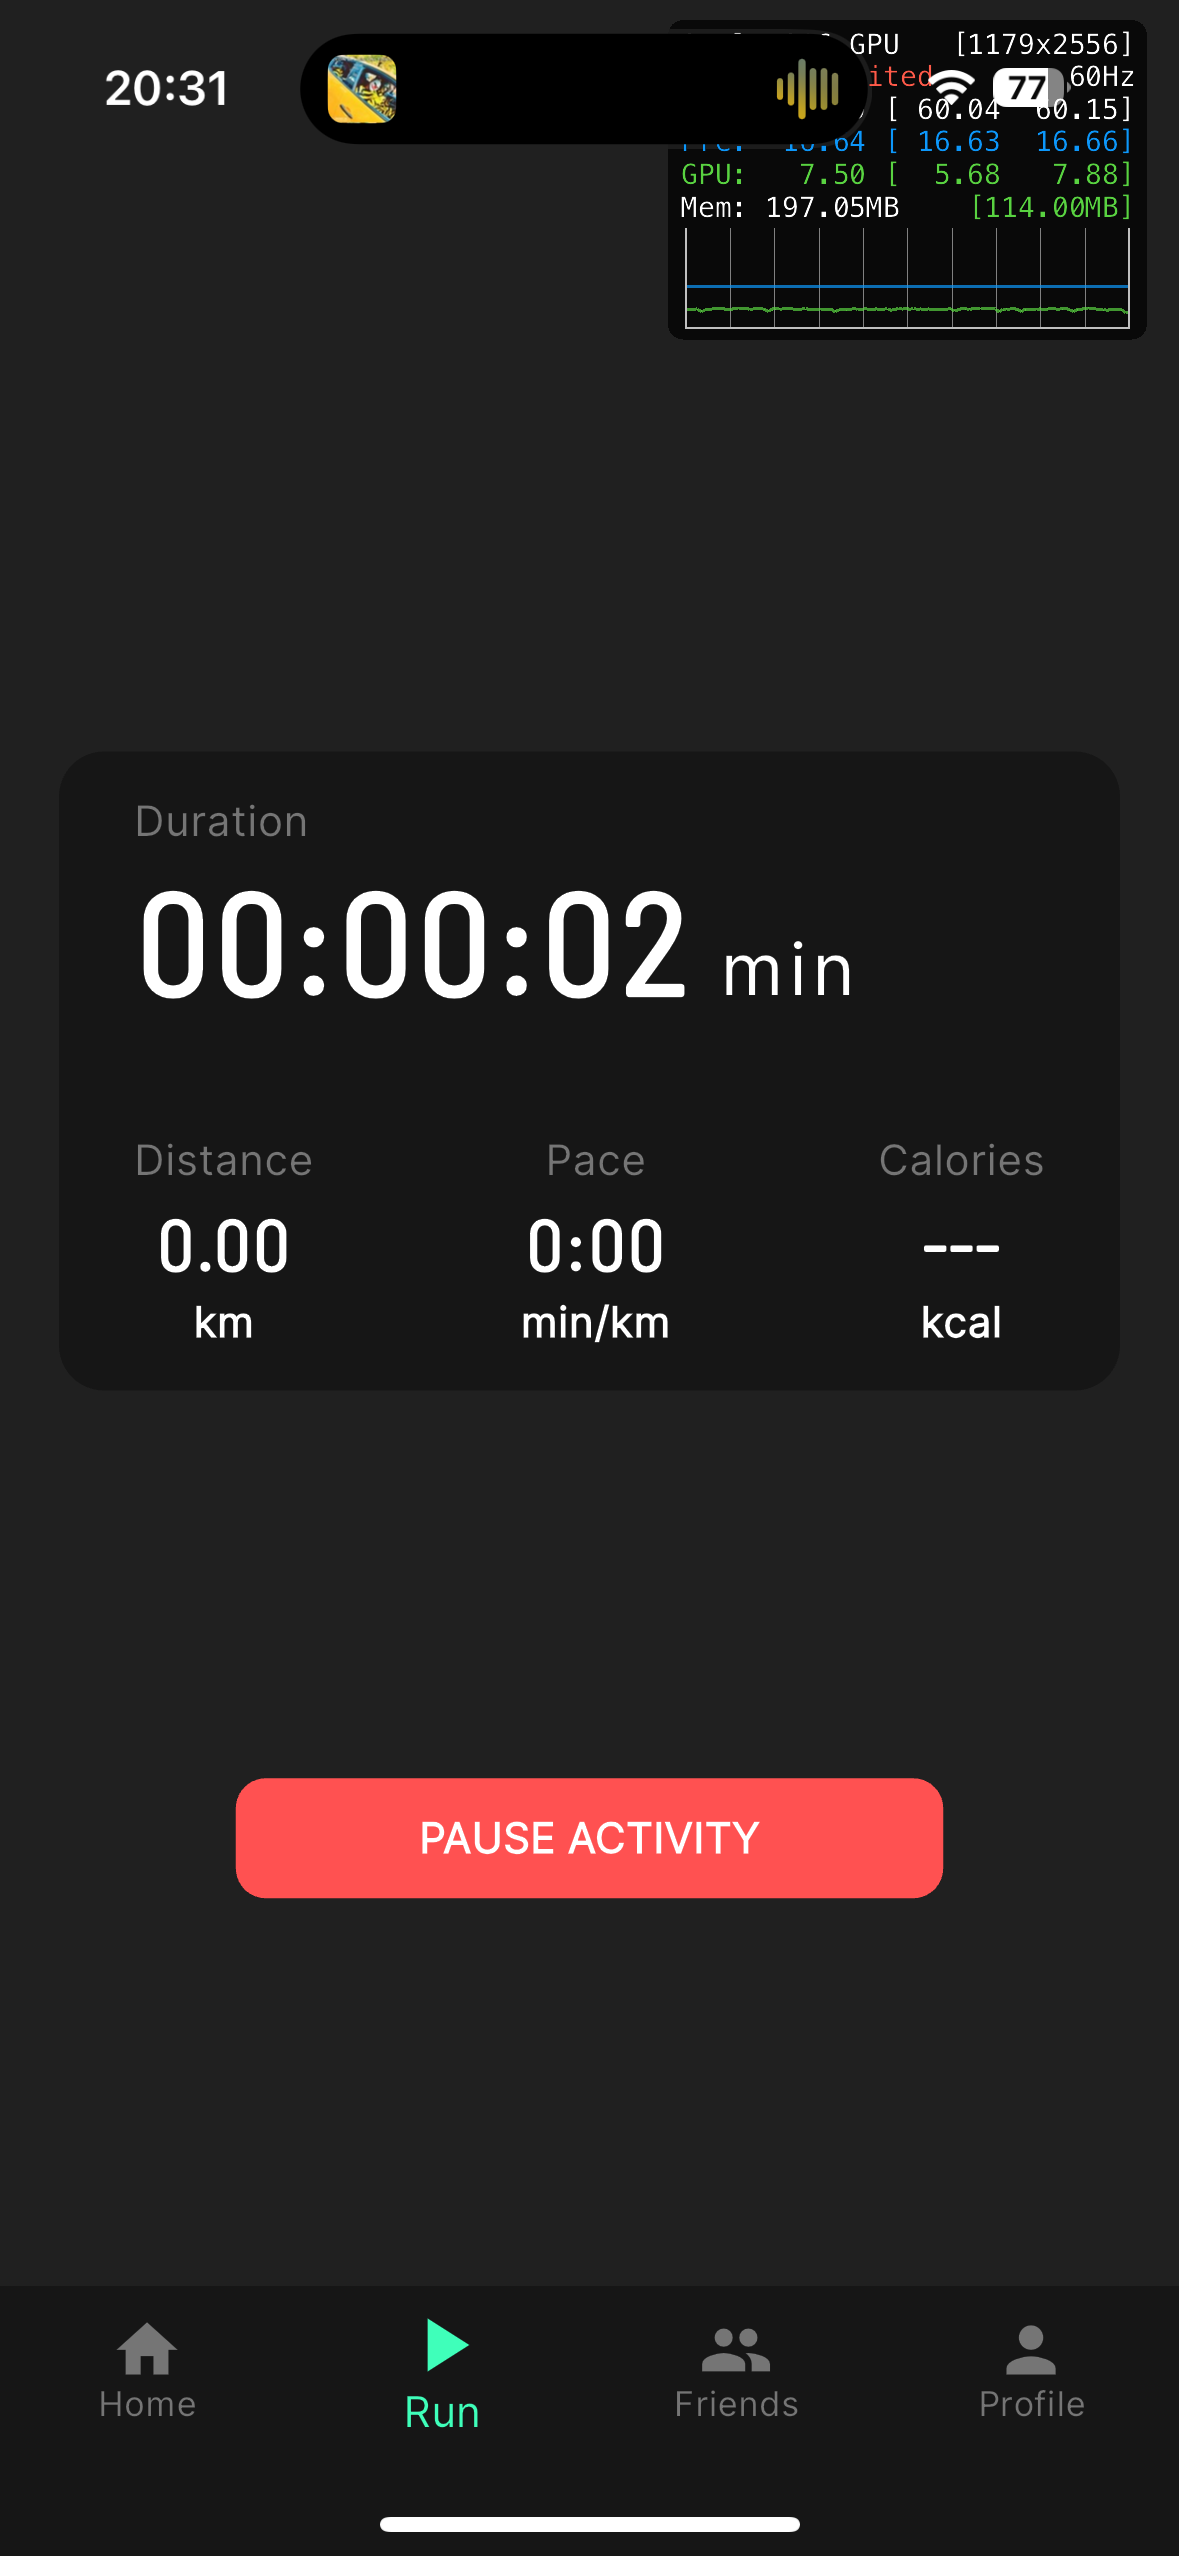 20:31
GPU [1179x2556]
60Hz
77
[ 60.04 60.15]
16.64 [ 16.63 16.66]
GPU: 7.50 [ 5.68 7.88]
Mem: 197.05MB [114.00MB]
Duration
00:00:02 min
Distance Pace Calories
0.00 0:00 ---
km min/km kcal
PAUSE ACTIVITY
Home Run Friends Profile